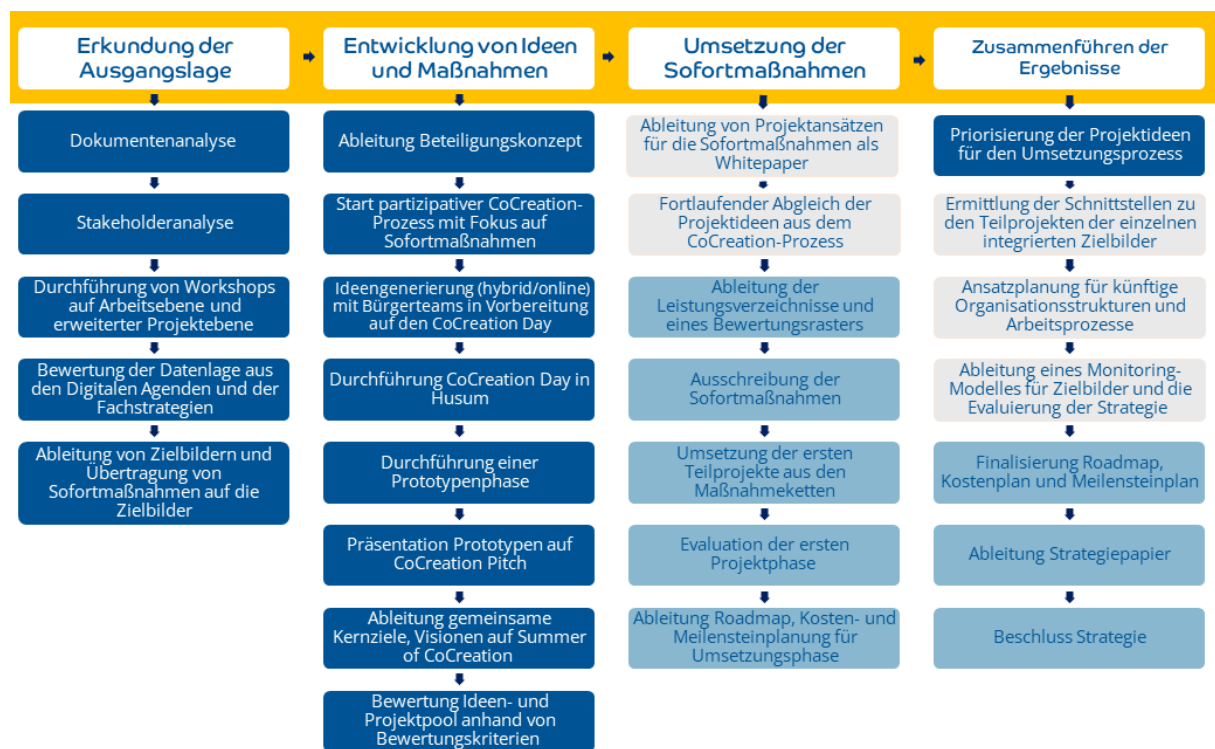 Erkundung der
Ausgangslage
Dokumentenanalyse
Stakeholderanalyse
Durchführung von Workshops
auf Arbeitsebene und
erweiterter Projektebene
Bewertung der Datenlage aus
den Digitalen Agenden und der
Fachstrategien
Ableitung von Zielbildern und
Übertragung von
Sofortmaßnahmen auf die
Zielbilder
Entwicklung von Ideen
und Maßnahmen
Ableitung Beteiligungskonzept
Start partizipativer CoCreation-
Prozess mit Fokus auf
Sofortmaßnahmen
Ideengenerierung (hybrid/online)
mit Bürgerteams in Vorbereitung
auf den CoCreation Day
Durchführung CoCreation Day in
Husum
Durchführung einer
Prototypenphase
Präsentation Prototypen auf
CoCreation Pitch
Ableitung gemeinsame
Kernziele, Visionen auf Summer
of CoCreation
Bewertung Ideen- und
Projektpool anhand von
Bewertungskriterien
Umsetzung der
Sofortmaßnahmen
Ableitung von Projektansätzen
für die Sofortmaßnahmen als
Whitepaper
Fortlaufender Abgleich der
Projektideen aus dem
CoCreation-Prozess
Ableitung der
Leistungsverzeichnisse und
eines Bewertungsrasters
Ausschreibung der
Sofortmaßnahmen
Umsetzung der ersten
Teilprojekte aus den
Maßnahmeketten
Evaluation der ersten
Projektphase
Ableitung Roadmap, Kosten- und
Meilensteinplanung für
Umsetzungsphase
Zusammenführen der
Ergebnisse
Priorisierung der Projektideen
für den Umsetzungsprozess
Ermittlung der Schnittstellen zu
den Teilprojekten der einzelnen
integrierten Zielbilder
Ansatzplanung für künftige
Organisationsstrukturen und
Arbeitsprozesse
Ableitung eines Monitoring-
Modelles für Zielbilder und die
Evaluierung der Strategie
Finalisierung Roadmap,
Kostenplan und Meilensteinplan
Ableitung Strategiepapier
Beschluss Strategie